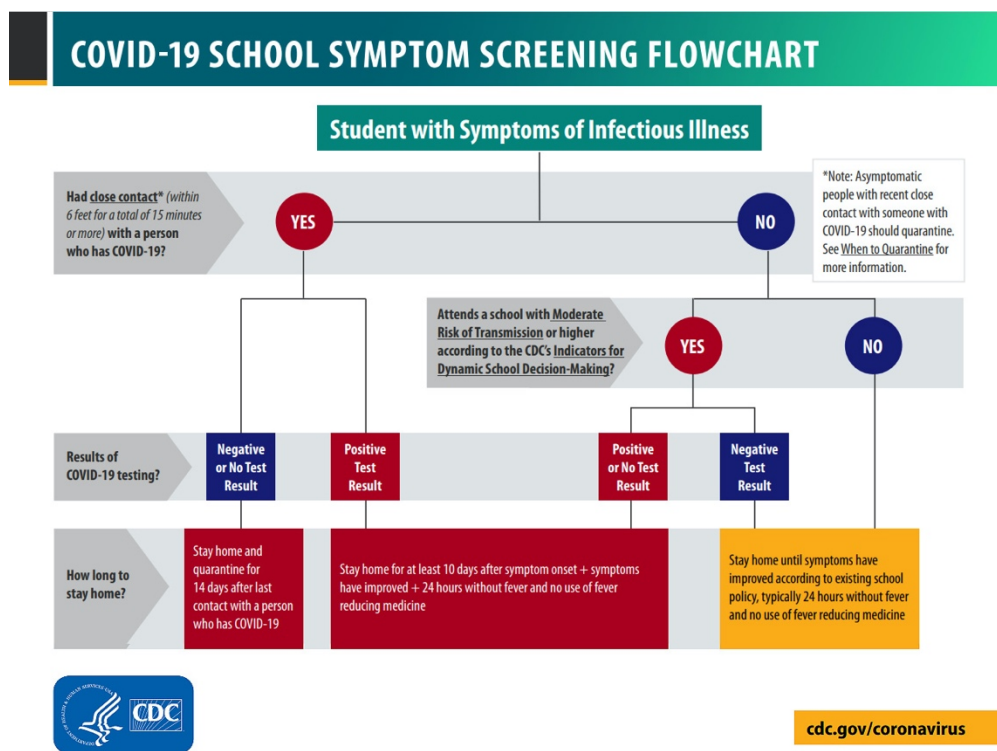 COVID-19 SCHOOL SYMPTOM SCREENING FLOWCHART
Student with Symptoms of Infectious Illness
Had close contact* (within
6 feet for a total of 15 minutes
or more) with a person
who has COVID-19?
YES
NO
*Note: Asymptomatic
people with recent close
contact with someone with
COVID-19 should quarantine.
See When to Quarantine for
more information.
Attends a school with Moderate
Risk of Transmission or higher
according to the CDC's Indicators for
Dynamic School Decision-Making?
YES
NO
Results of
COVID-19 testing?
Negative
or No Test
Result
Positive
Test
Result
Positive
or No Test
Result
Negative
Test
Result
How long to
stay home?
Stay home and
quarantine for
14 days after last
contact with a person
who has COVID-19
Stay home for at least 10 days after symptom onset + symptoms
have improved + 24 hours without fever and no use of fever
reducing medicine
Stay home until symptoms have
improved according to existing school
policy, typically 24 hours without fever
and no use of fever reducing medicine
DEPARTMENT OF HEALTH & HUMAN SERVICES • USA
CDC
cdc.gov/coronavirus